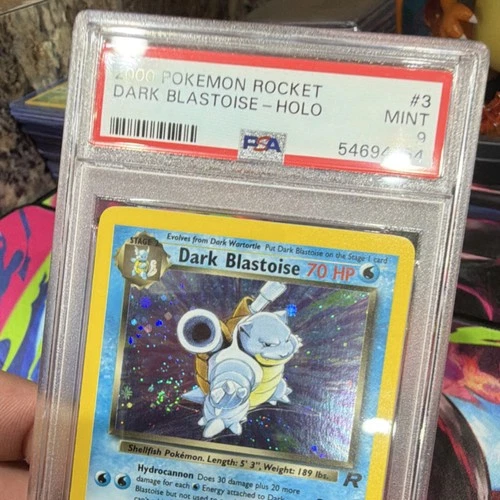 2000 POKEMON ROCKET #3
DARK BLASTOISE - HOLO MINT
9
PSA
STAGE 2
Evolves from Dark Wartortle Put Dark Blastoise on the Stage 1 card
Dark Blastoise 70 HP
Shellfish Pokémon. Length: 5' 3", Weight: 189 lbs.
R
Hydrocannon Does 30 damage plus 20 more
damage for each Energy attached to Dark
Blastoise but not used to